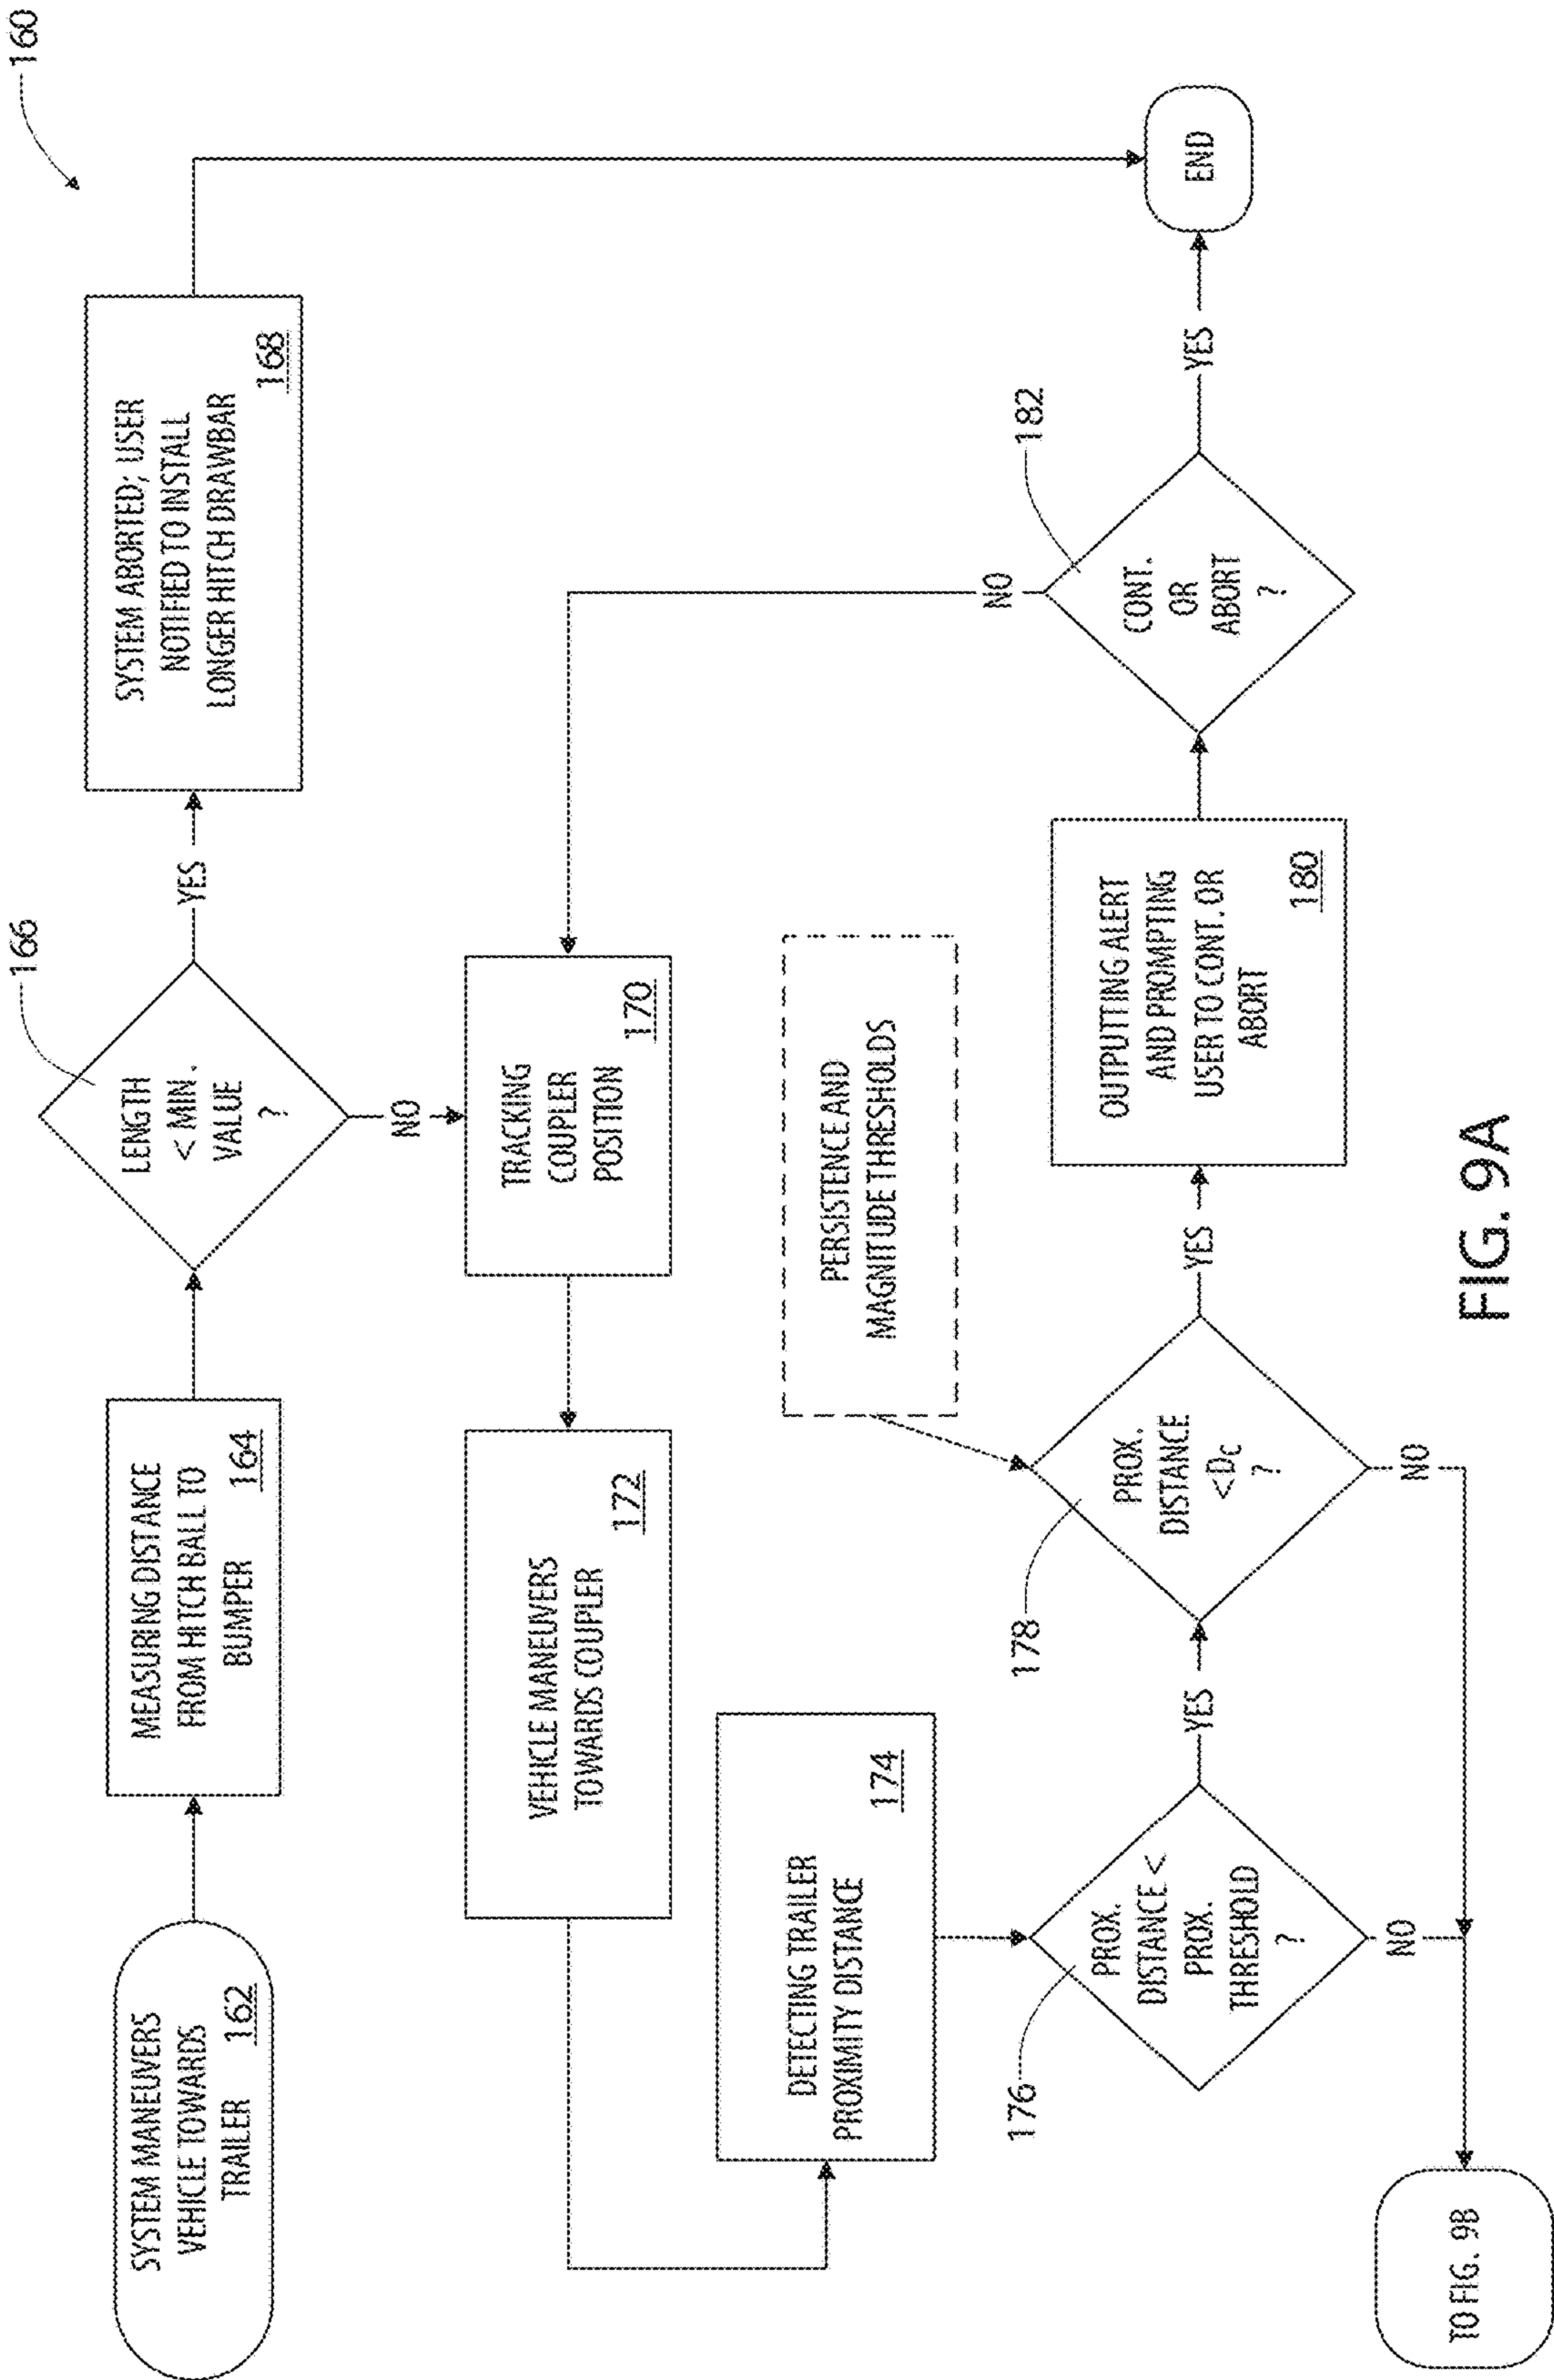 160
SYSTEM MANEUVERS
VEHICLE TOWARDS
TRAILER 162
MEASURING DISTANCE
FROM HITCH BALL TO
BUMPER 164
166
LENGTH
< MIN.
VALUE
?
YES
NO
SYSTEM ABORTED; USER
NOTIFIED TO INSTALL
LONGER HITCH DRAWBAR
168
TRACKING
COUPLER
POSITION
170
VEHICLE MANEUVERS
TOWARDS COUPLER
172
DETECTING TRAILER
PROXIMITY DISTANCE
174
176
PROX.
DISTANCE <
PROX.
THRESHOLD
?
YES
NO
PERSISTENCE AND
MAGNITUDE THRESHOLDS
178
PROX.
DISTANCE
<DC
?
YES
NO
OUTPUTTING ALERT
AND PROMPTING
USER TO CONT. OR
ABORT
180
182
CONT.
OR
ABORT
?
NO
YES
END
TO FIG. 9B
FIG. 9A